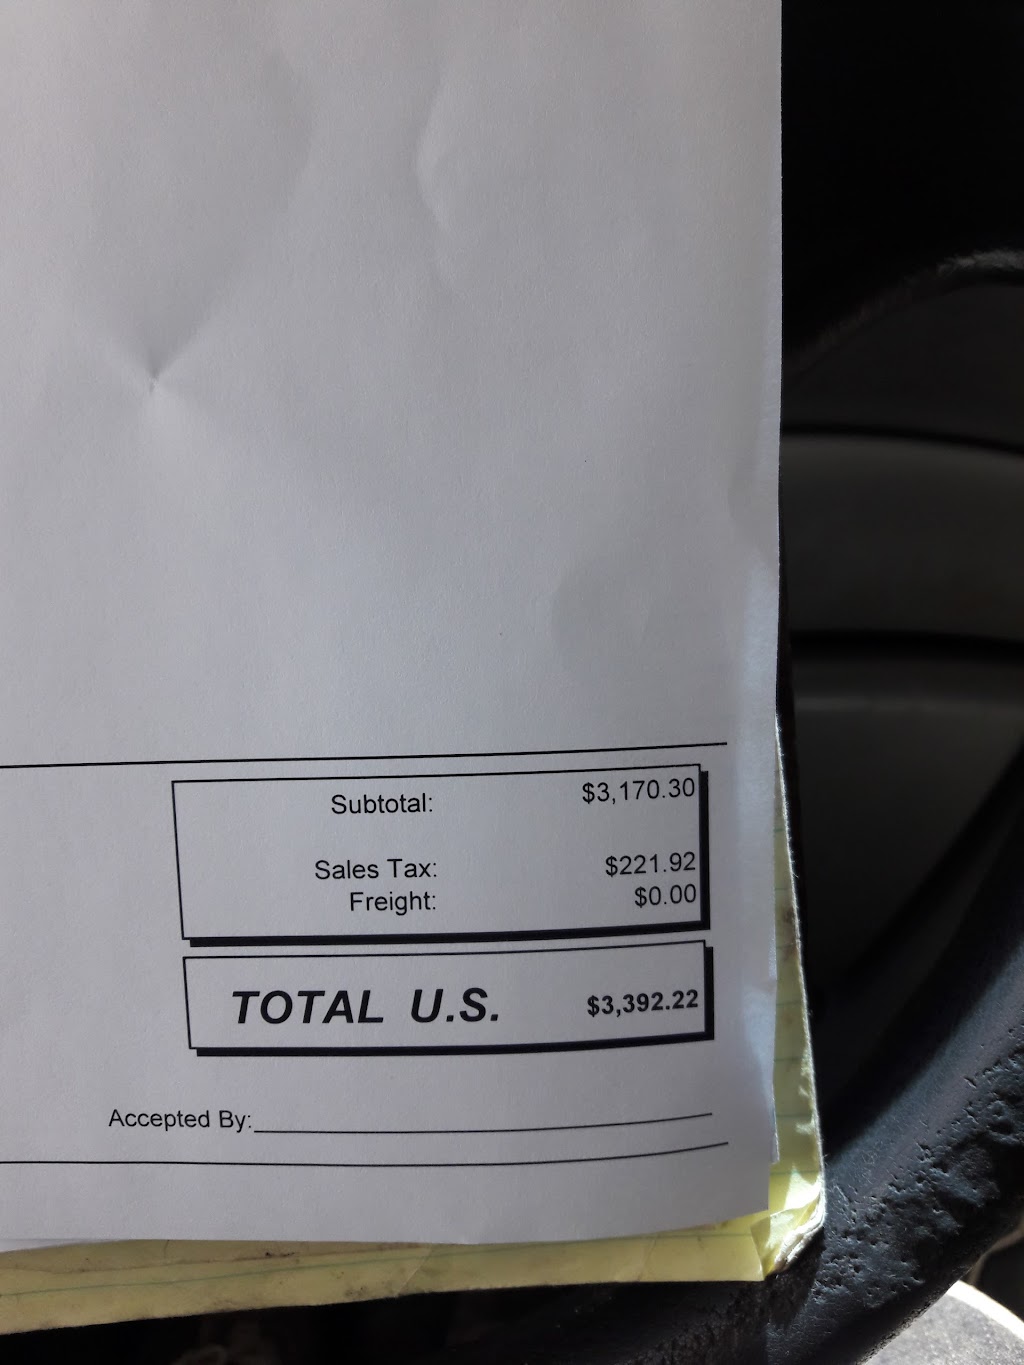 Subtotal: $3,170.30
Sales Tax: $221.92
Freight: $0.00
TOTAL U.S. $3,392.22
Accepted By: